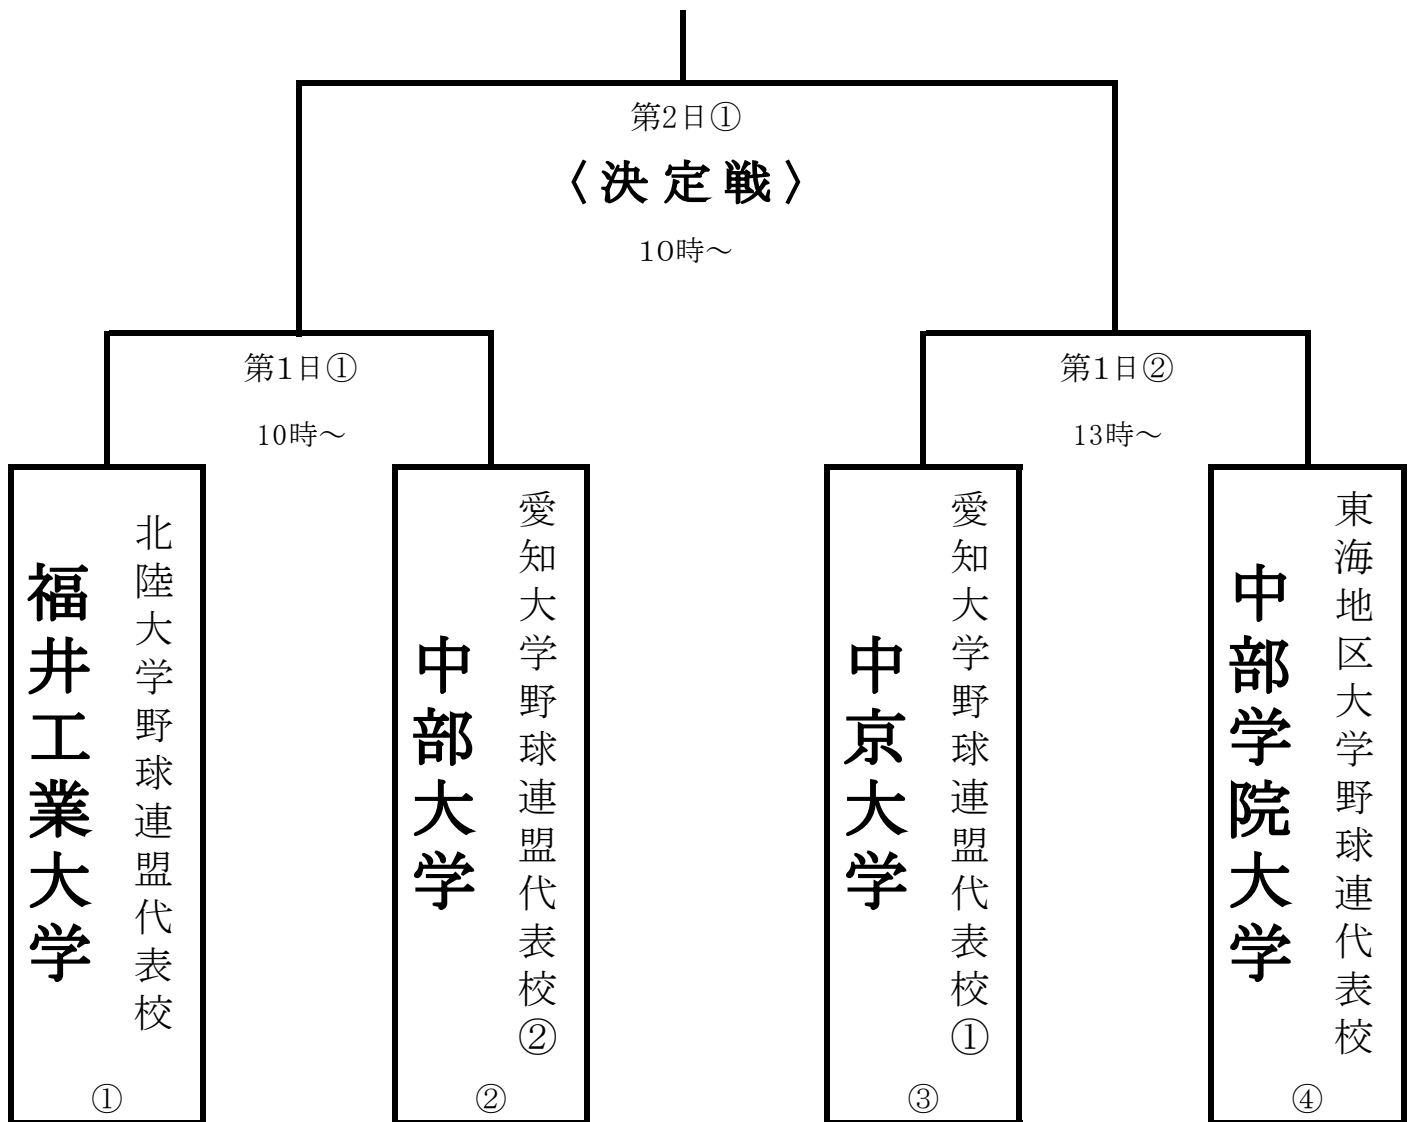 第2日①
〈決定戦〉
10時～
第1日①
10時～
第1日②
13時～
北陸大学野球連盟代表校
福井工業大学
①
愛知大学野球連盟代表校②
中部大学
②
愛知大学野球連盟代表校①
中京大学
③
東海地区大学野球連代表校
中部学院大学
④